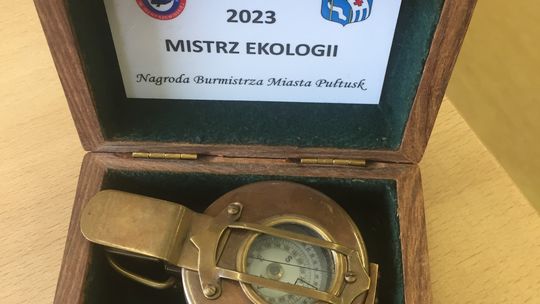 2023
MISTRZ EKOLOGII
Nagroda Burmistrza Miasta Pułtusk